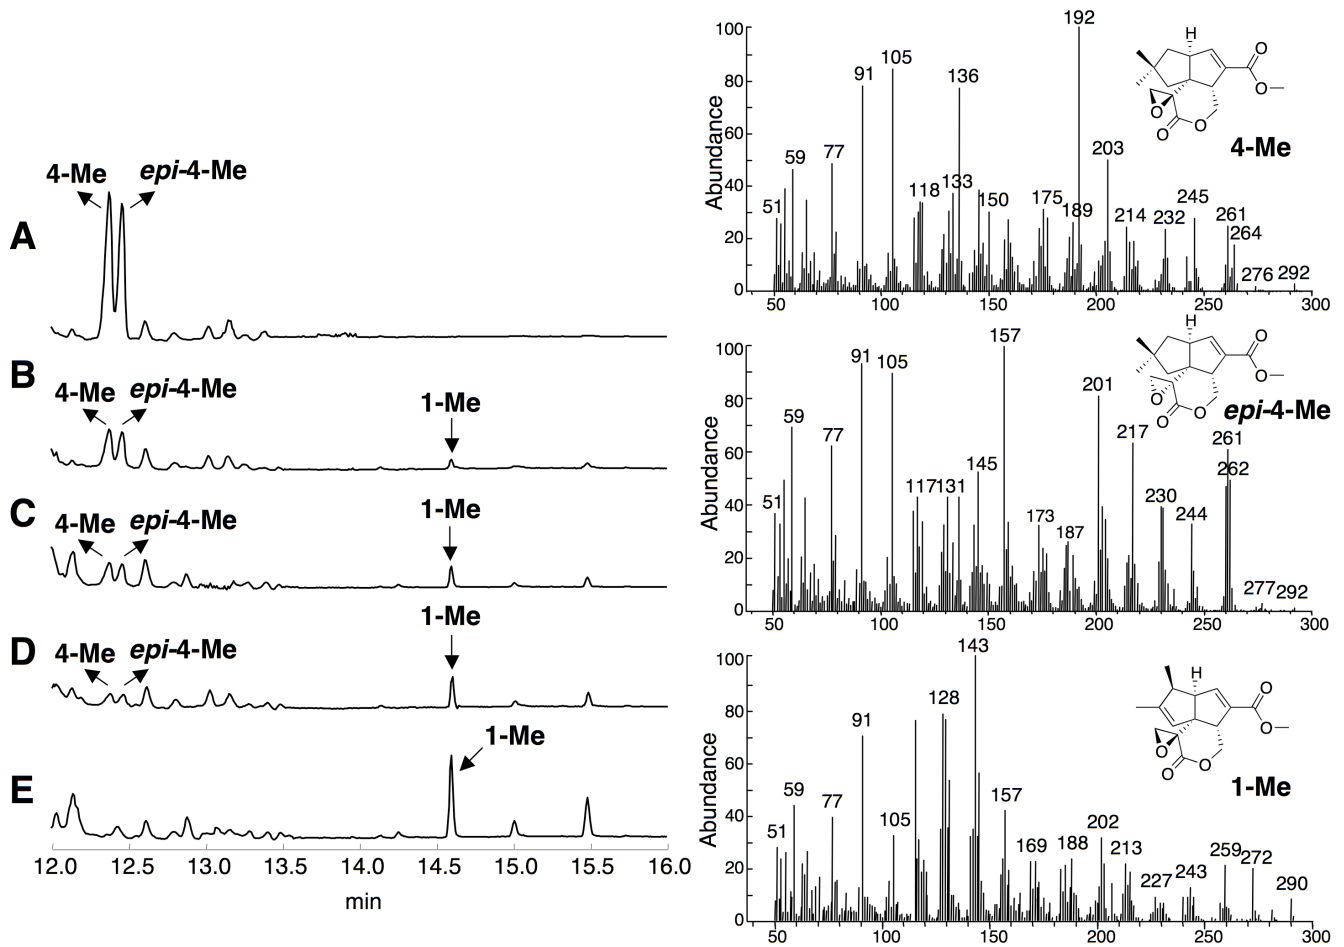 A
4-Me epi-4-Me
B
4-Me epi-4-Me
1-Me
C
4-Me epi-4-Me
1-Me
D
4-Me epi-4-Me
1-Me
E
1-Me
12.0 12.5 13.0 13.5 14.0 14.5 15.0 15.5 16.0
min
Abundance
100
80
60
40
20
0
50 100 150 200 250 300
51 59 77 91 105 118 133 136 150 175 189 192 203 214 232 245 261 264 276 292
H
O
O
O
O
O
4-Me
Abundance
100
80
60
40
20
0
50 100 150 200 250 300
51 59 77 91 105 117 131 145 157 173 187 201 217 230 244 261 262 277 292
H
O
O
O
O
O
epi-4-Me
Abundance
100
80
60
40
20
0
50 100 150 200 250 300
51 59 77 91 105 128 143 157 169 188 202 213 227 243 259 272 290
H
O
O
O
O
O
1-Me